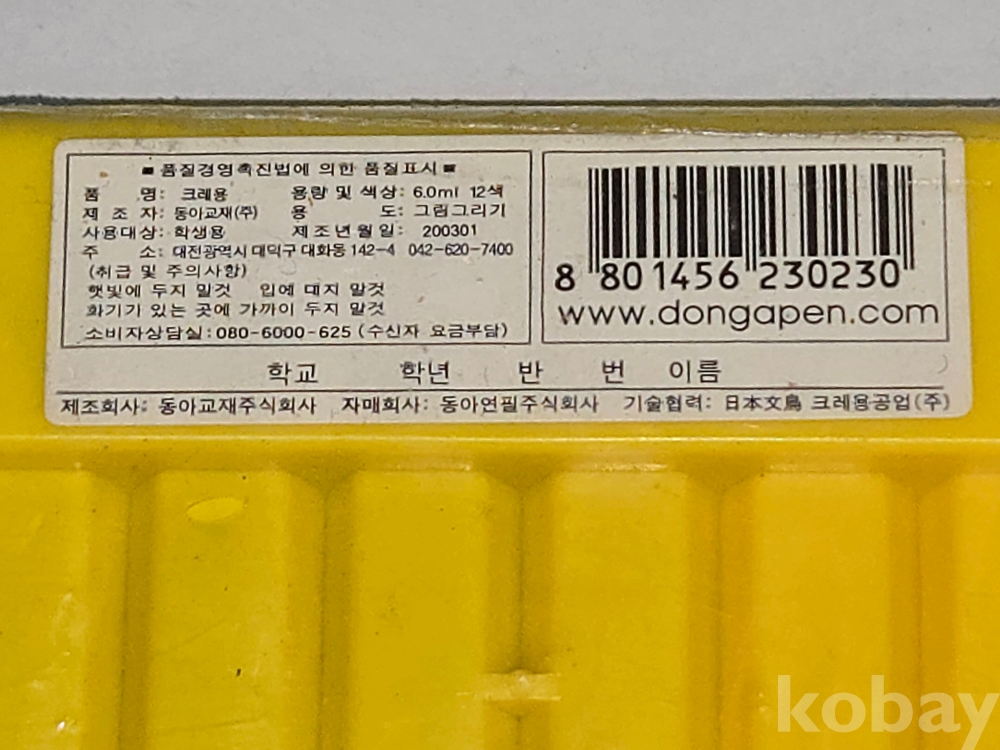 ■ 품질경영촉진법에 의한 품질표시 ■
품 명: 크레용 용량 및 색상: 6.0ml 12색
제 조 자: 동아교재(주) 용 도: 그림그리기
사용대상: 학생용 제조년월일: 200301
주 소: 대전광역시 대덕구 대화동 142-4 042-620-7400
(취급 및 주의사항)
햇빛에 두지 말것 입에 대지 말것
화기가 있는 곳에 가까이 두지 말것
소비자상담실: 080-6000-625 (수신자 요금부담)
8 801456 230230
www.dongapen.com
학교 학년 반 번 이름
제조회사: 동아교재주식회사 자매회사: 동아연필주식회사 기술협력: 日本文鳥 크레용공업(주)
kobay